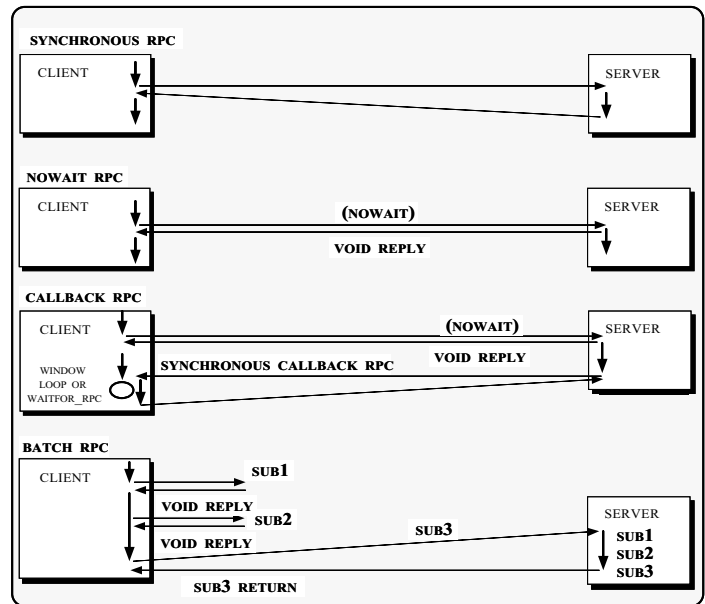 SYNCHRONOUS RPC
CLIENT
SERVER
NOWAIT RPC
CLIENT
SERVER
(NOWAIT)
VOID REPLY
CALLBACK RPC
CLIENT
SERVER
(NOWAIT)
VOID REPLY
SYNCHRONOUS CALLBACK RPC
WINDOW
LOOP OR
WAITFOR_RPC
BATCH RPC
CLIENT
SUB1
VOID REPLY
SUB2
VOID REPLY
SUB3
SERVER
SUB1
SUB2
SUB3
SUB3 RETURN